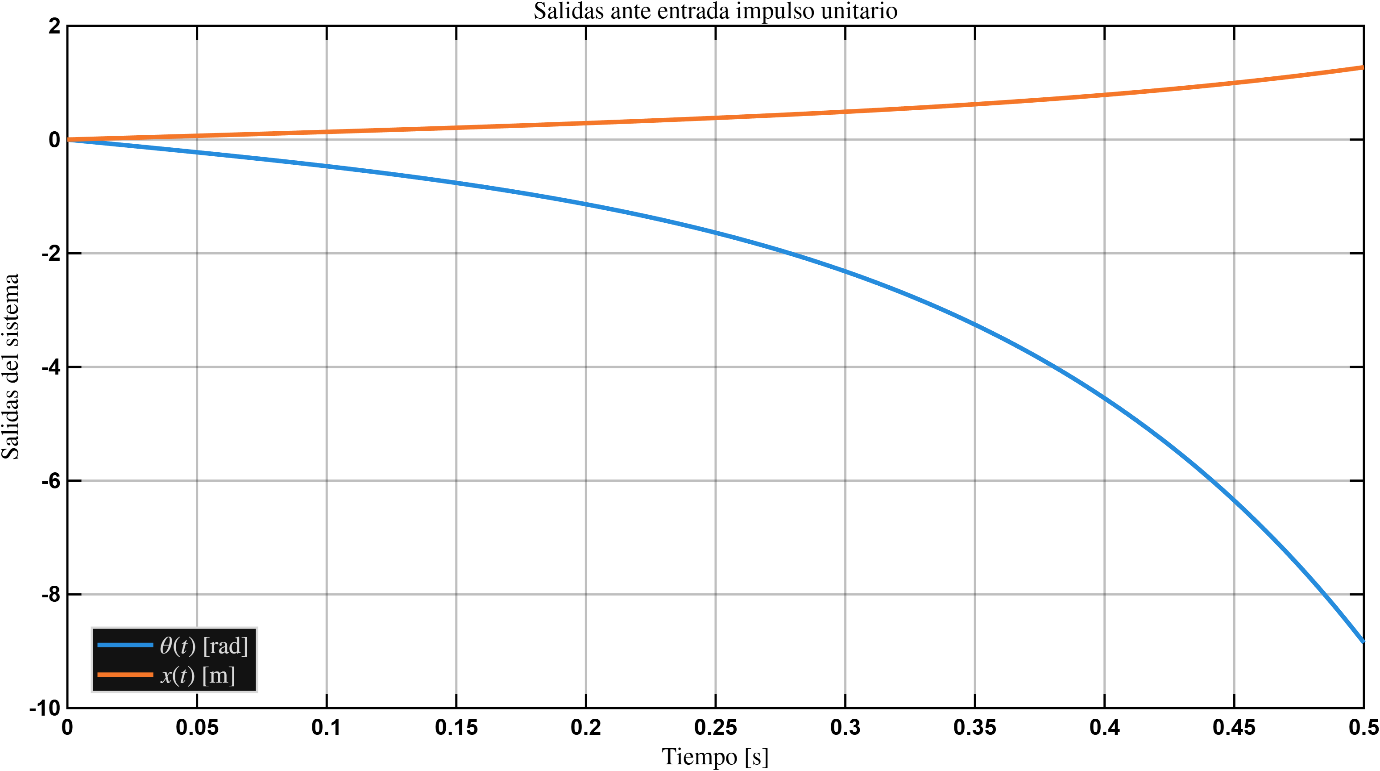 Salidas ante entrada impulso unitario
2
0
-2
-4
-6
-8
-10
Salidas del sistema
θ(t) [rad]
x(t) [m]
0 0.05 0.1 0.15 0.2 0.25 0.3 0.35 0.4 0.45 0.5
Tiempo [s]